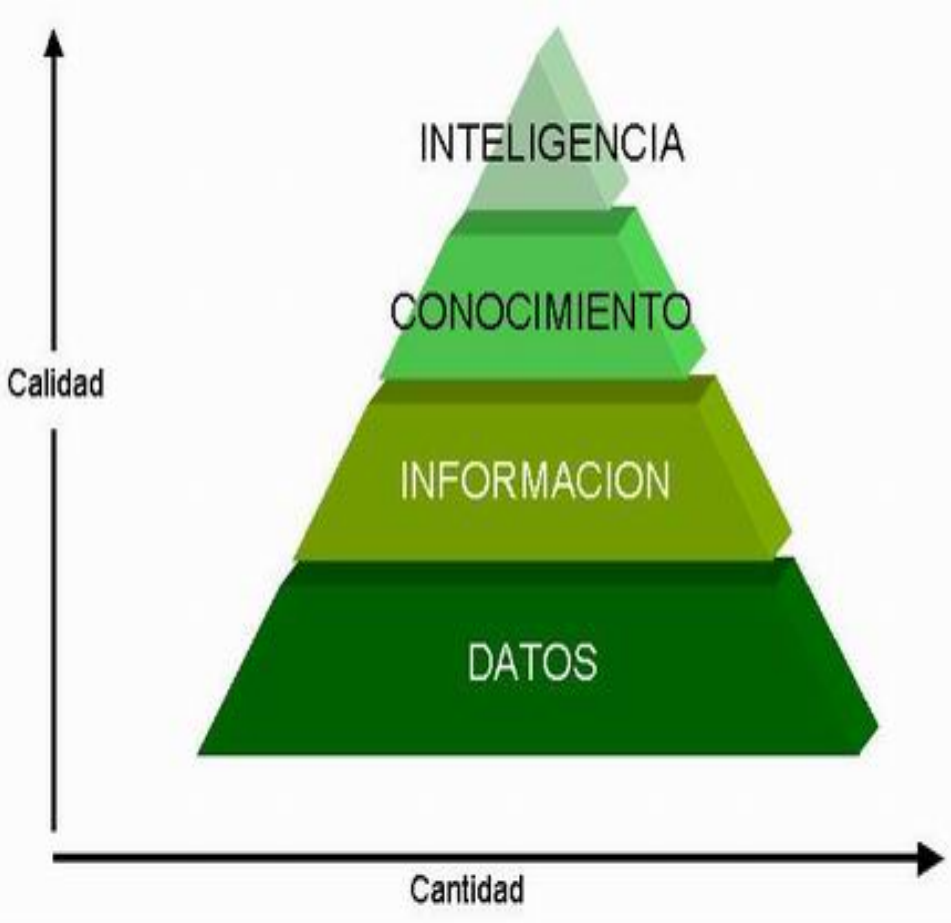 INTELIGENCIA
CONOCIMIENTO
Calidad
INFORMACION
DATOS
Cantidad